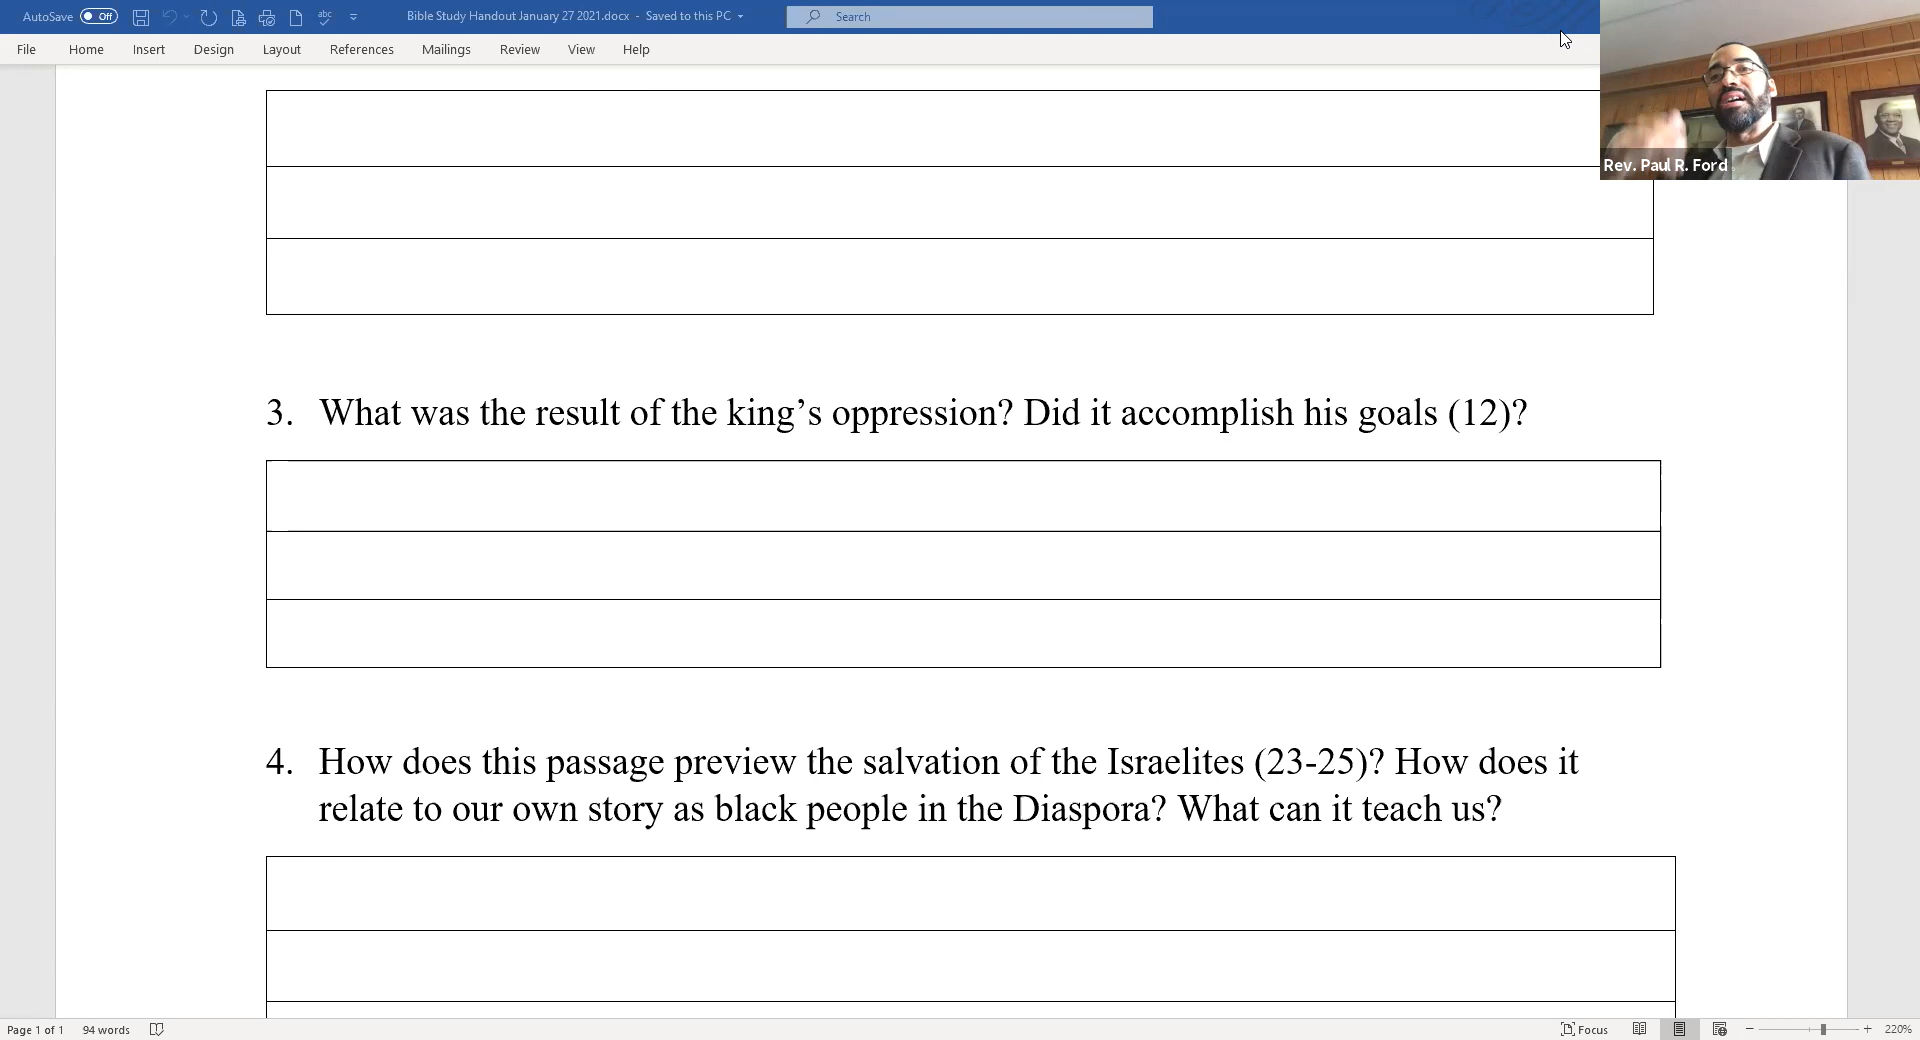 AutoSave Off abc Bible Study Handout January 27 2021.docx - Saved to this PC Search
File Home Insert Design Layout References Mailings Review View Help
Rev. Paul R. Ford
3. What was the result of the king’s oppression? Did it accomplish his goals (12)?
4. How does this passage preview the salvation of the Israelites (23-25)? How does it
relate to our own story as black people in the Diaspora? What can it teach us?
Page 1 of 1 94 words Focus 220%